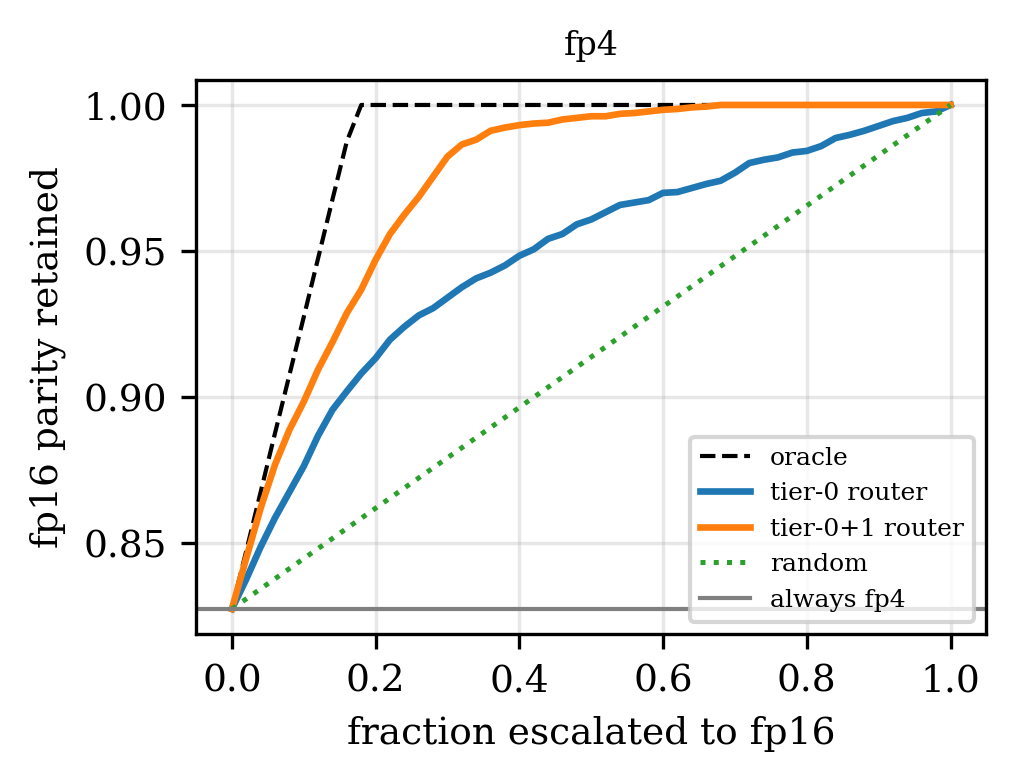 fp4
fp16 parity retained
1.00
0.95
0.90
0.85
oracle
tier-0 router
tier-0+1 router
random
always fp4
0.0 0.2 0.4 0.6 0.8 1.0
fraction escalated to fp16